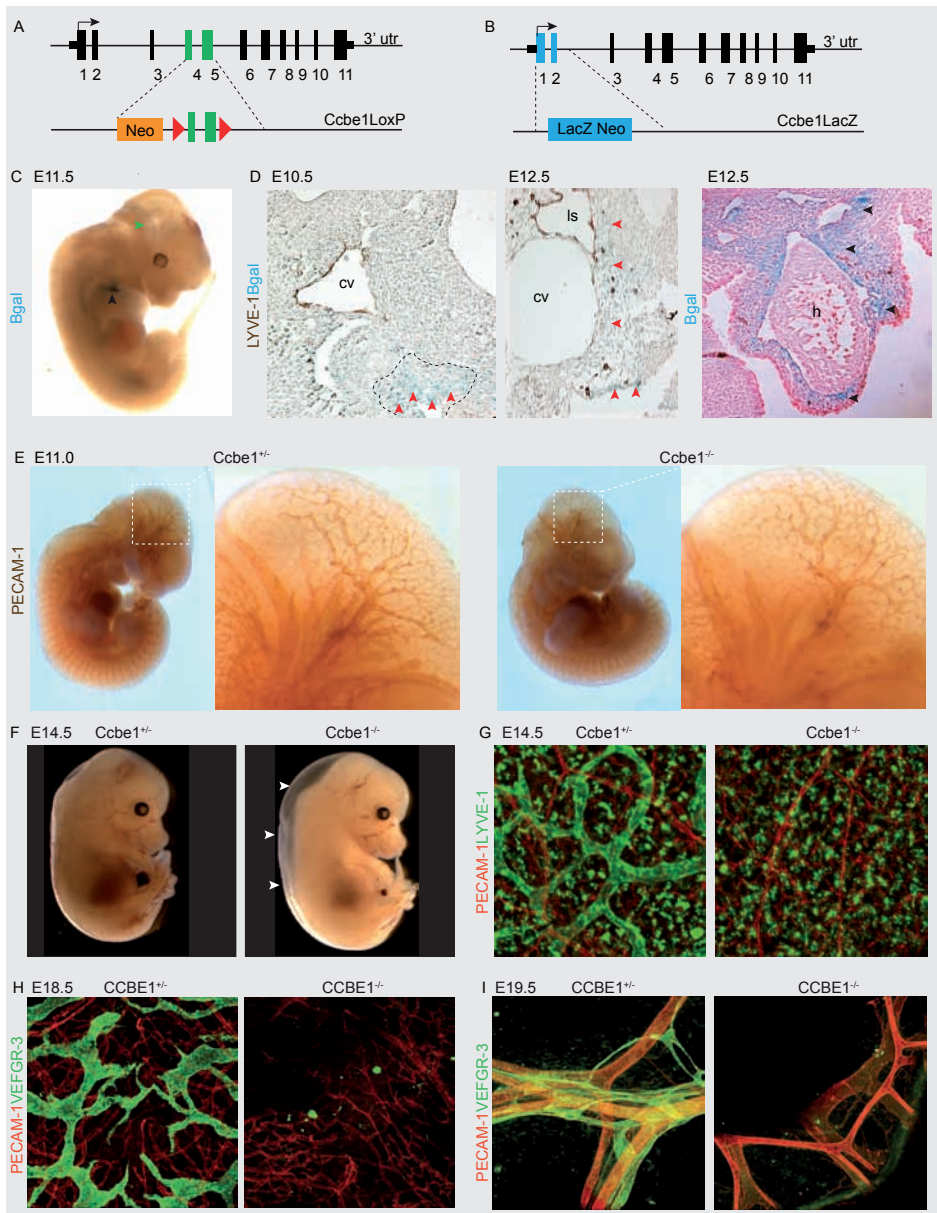 A
3' utr
1 2 3 4 5 6 7 8 9 10 11
Neo
Ccbe1LoxP
B
3' utr
1 2 3 4 5 6 7 8 9 10 11
LacZ Neo
Ccbe1LacZ
C E11.5
Bgal
D E10.5
LYVE-1Bgal
cv
E12.5
ls
cv
E12.5
Bgal
h
E E11.0
Ccbe1+/-
Ccbe1-/-
PECAM-1
F E14.5 Ccbe1+/-
Ccbe1-/-
G E14.5 Ccbe1+/-
Ccbe1-/-
PECAM-1LYVE-1
H E18.5 CCBE1+/-
CCBE1-/-
PECAM-1VEFGR-3
I E19.5 CCBE1+/-
CCBE1-/-
PECAM-1VEFGR-3